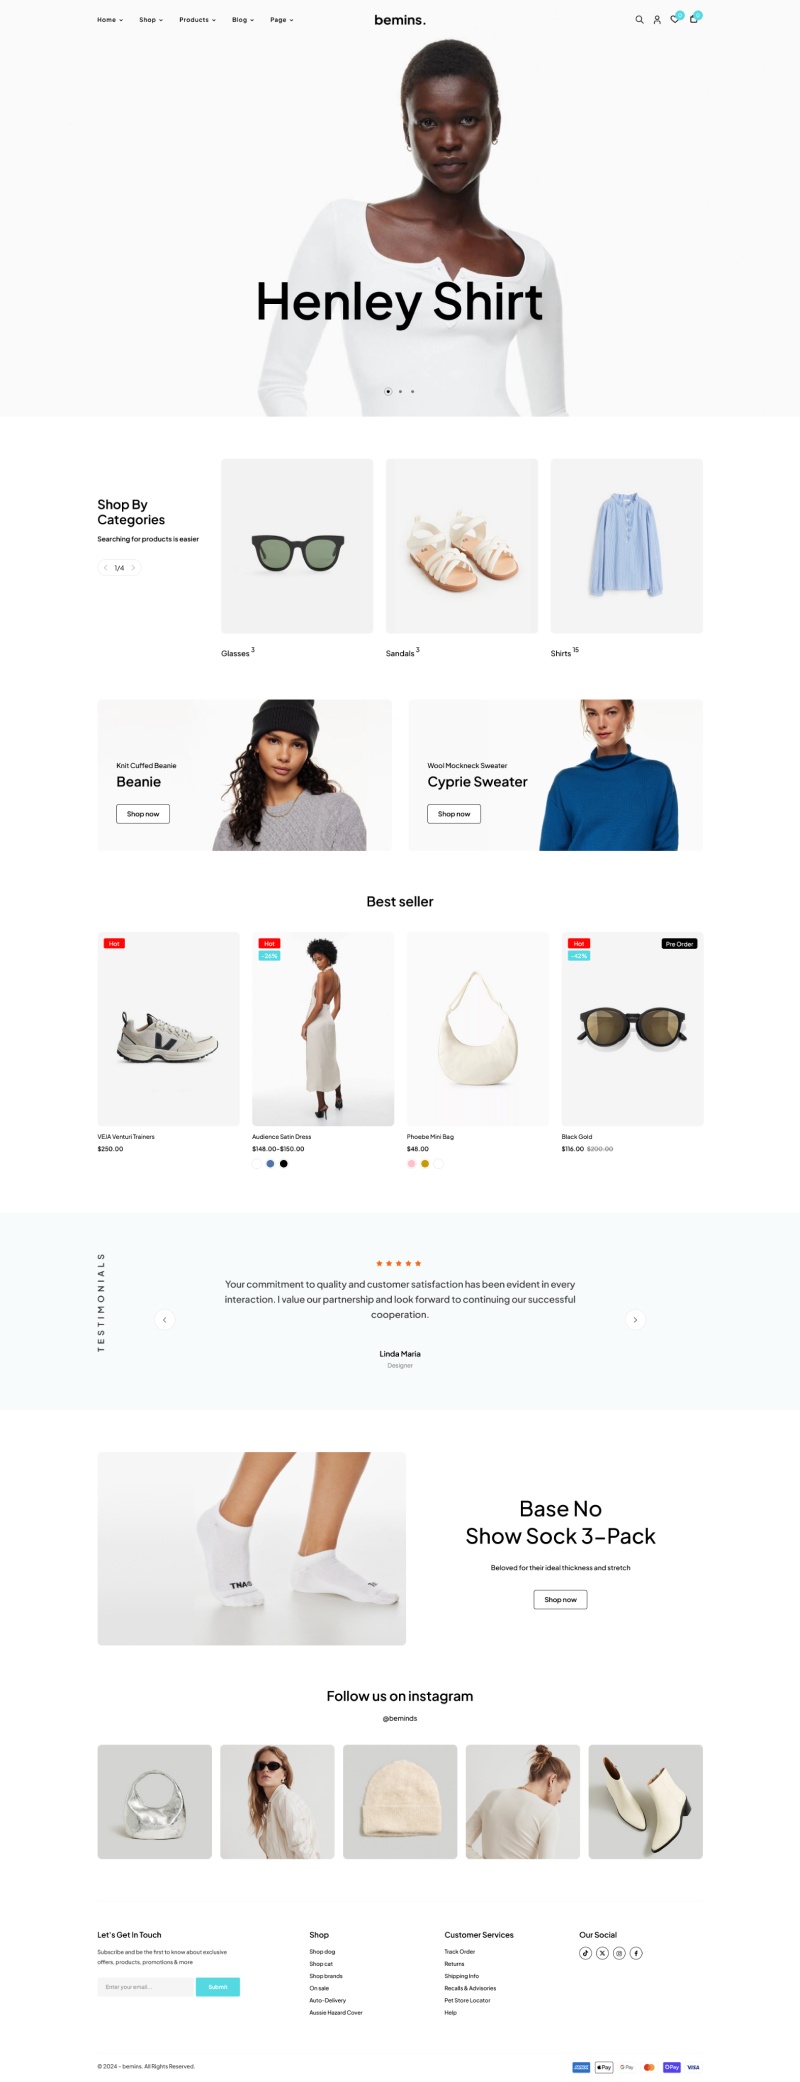 Home Shop Products Blog Page
bemins.
0 0
Henley Shirt
Shop By
Categories
Searching for products is easier
1/4
Glasses 3
Sandals 3
Shirts 15
Knit Cuffed Beanie
Beanie
Shop now
Wool Mockneck Sweater
Cyprie Sweater
Shop now
Best seller
Hot
Hot
-26%
Hot
-42%
Pre Order
VEJA Venturi Trainers
$250.00
Audience Satin Dress
$148.00–$150.00
Phoebe Mini Bag
$48.00
Black Gold
$116.00 $200.00
TESTIMONIALS
Your commitment to quality and customer satisfaction has been evident in every
interaction. I value our partnership and look forward to continuing our successful
cooperation.
Linda Maria
Designer
TNA
Base No
Show Sock 3-Pack
Beloved for their ideal thickness and stretch
Shop now
Follow us on instagram
@beminds
Let's Get In Touch
Subscribe and be the first to know about exclusive
offers, products, promotions & more
Enter your email...
Submit
Shop
Shop dog
Shop cat
Shop brands
On sale
Auto-Delivery
Aussie Hazard Cover
Customer Services
Track Order
Returns
Shipping Info
Recalls & Advisories
Pet Store Locator
Help
Our Social
© 2024 - bemins. All Rights Reserved.
Pay G Pay Pay VISA